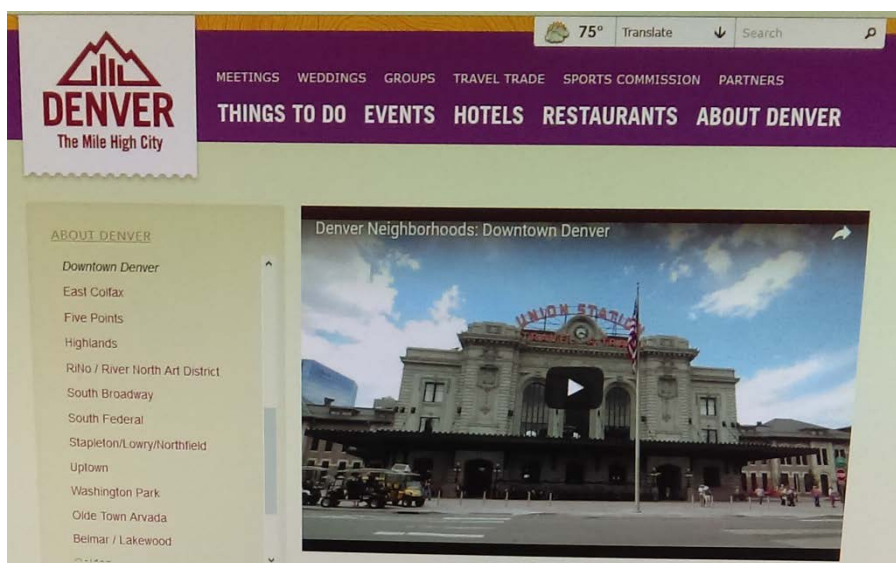 75° Translate Search
MEETINGS WEDDINGS GROUPS TRAVEL TRADE SPORTS COMMISSION PARTNERS
DENVER
The Mile High City
THINGS TO DO EVENTS HOTELS RESTAURANTS ABOUT DENVER
ABOUT DENVER
Downtown Denver
East Colfax
Five Points
Highlands
RiNo / River North Art District
South Broadway
South Federal
Stapleton/Lowry/Northfield
Uptown
Washington Park
Olde Town Arvada
Belmar / Lakewood
Denver Neighborhoods: Downtown Denver
UNION STATION